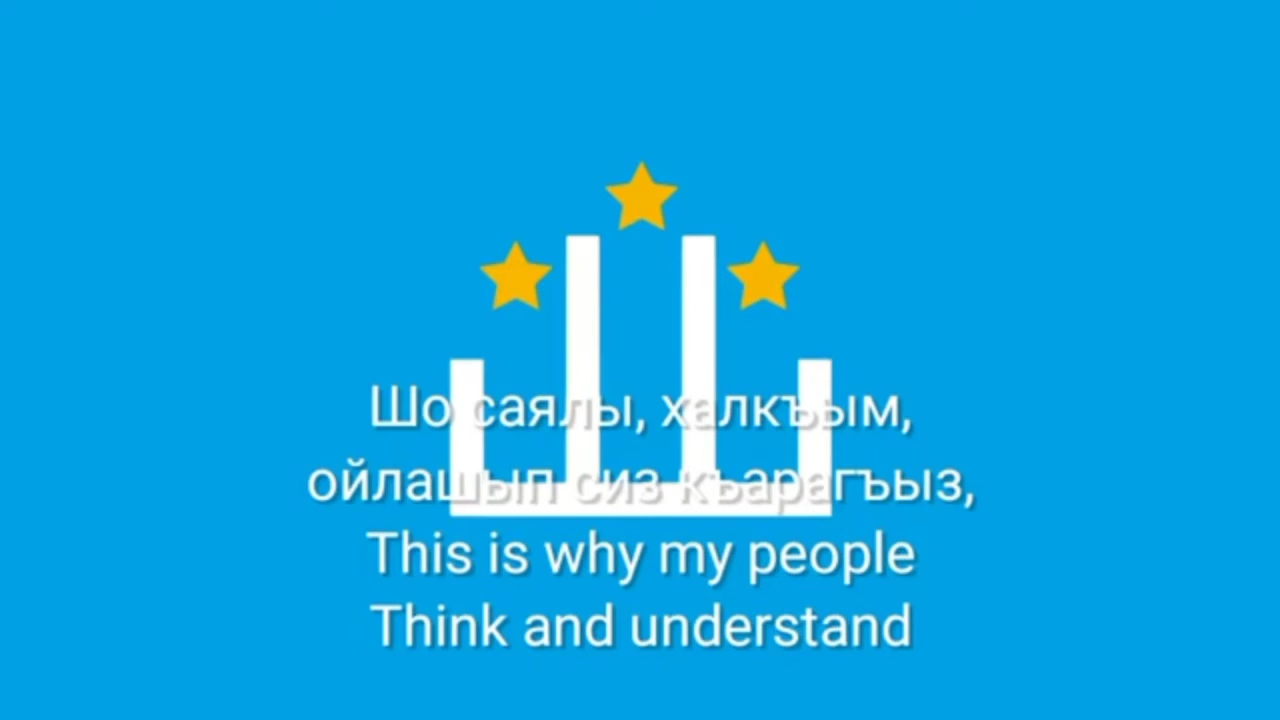 Шо саялы, халкъым,
ойлашып сиз къарагъыз,
This is why my people
Think and understand